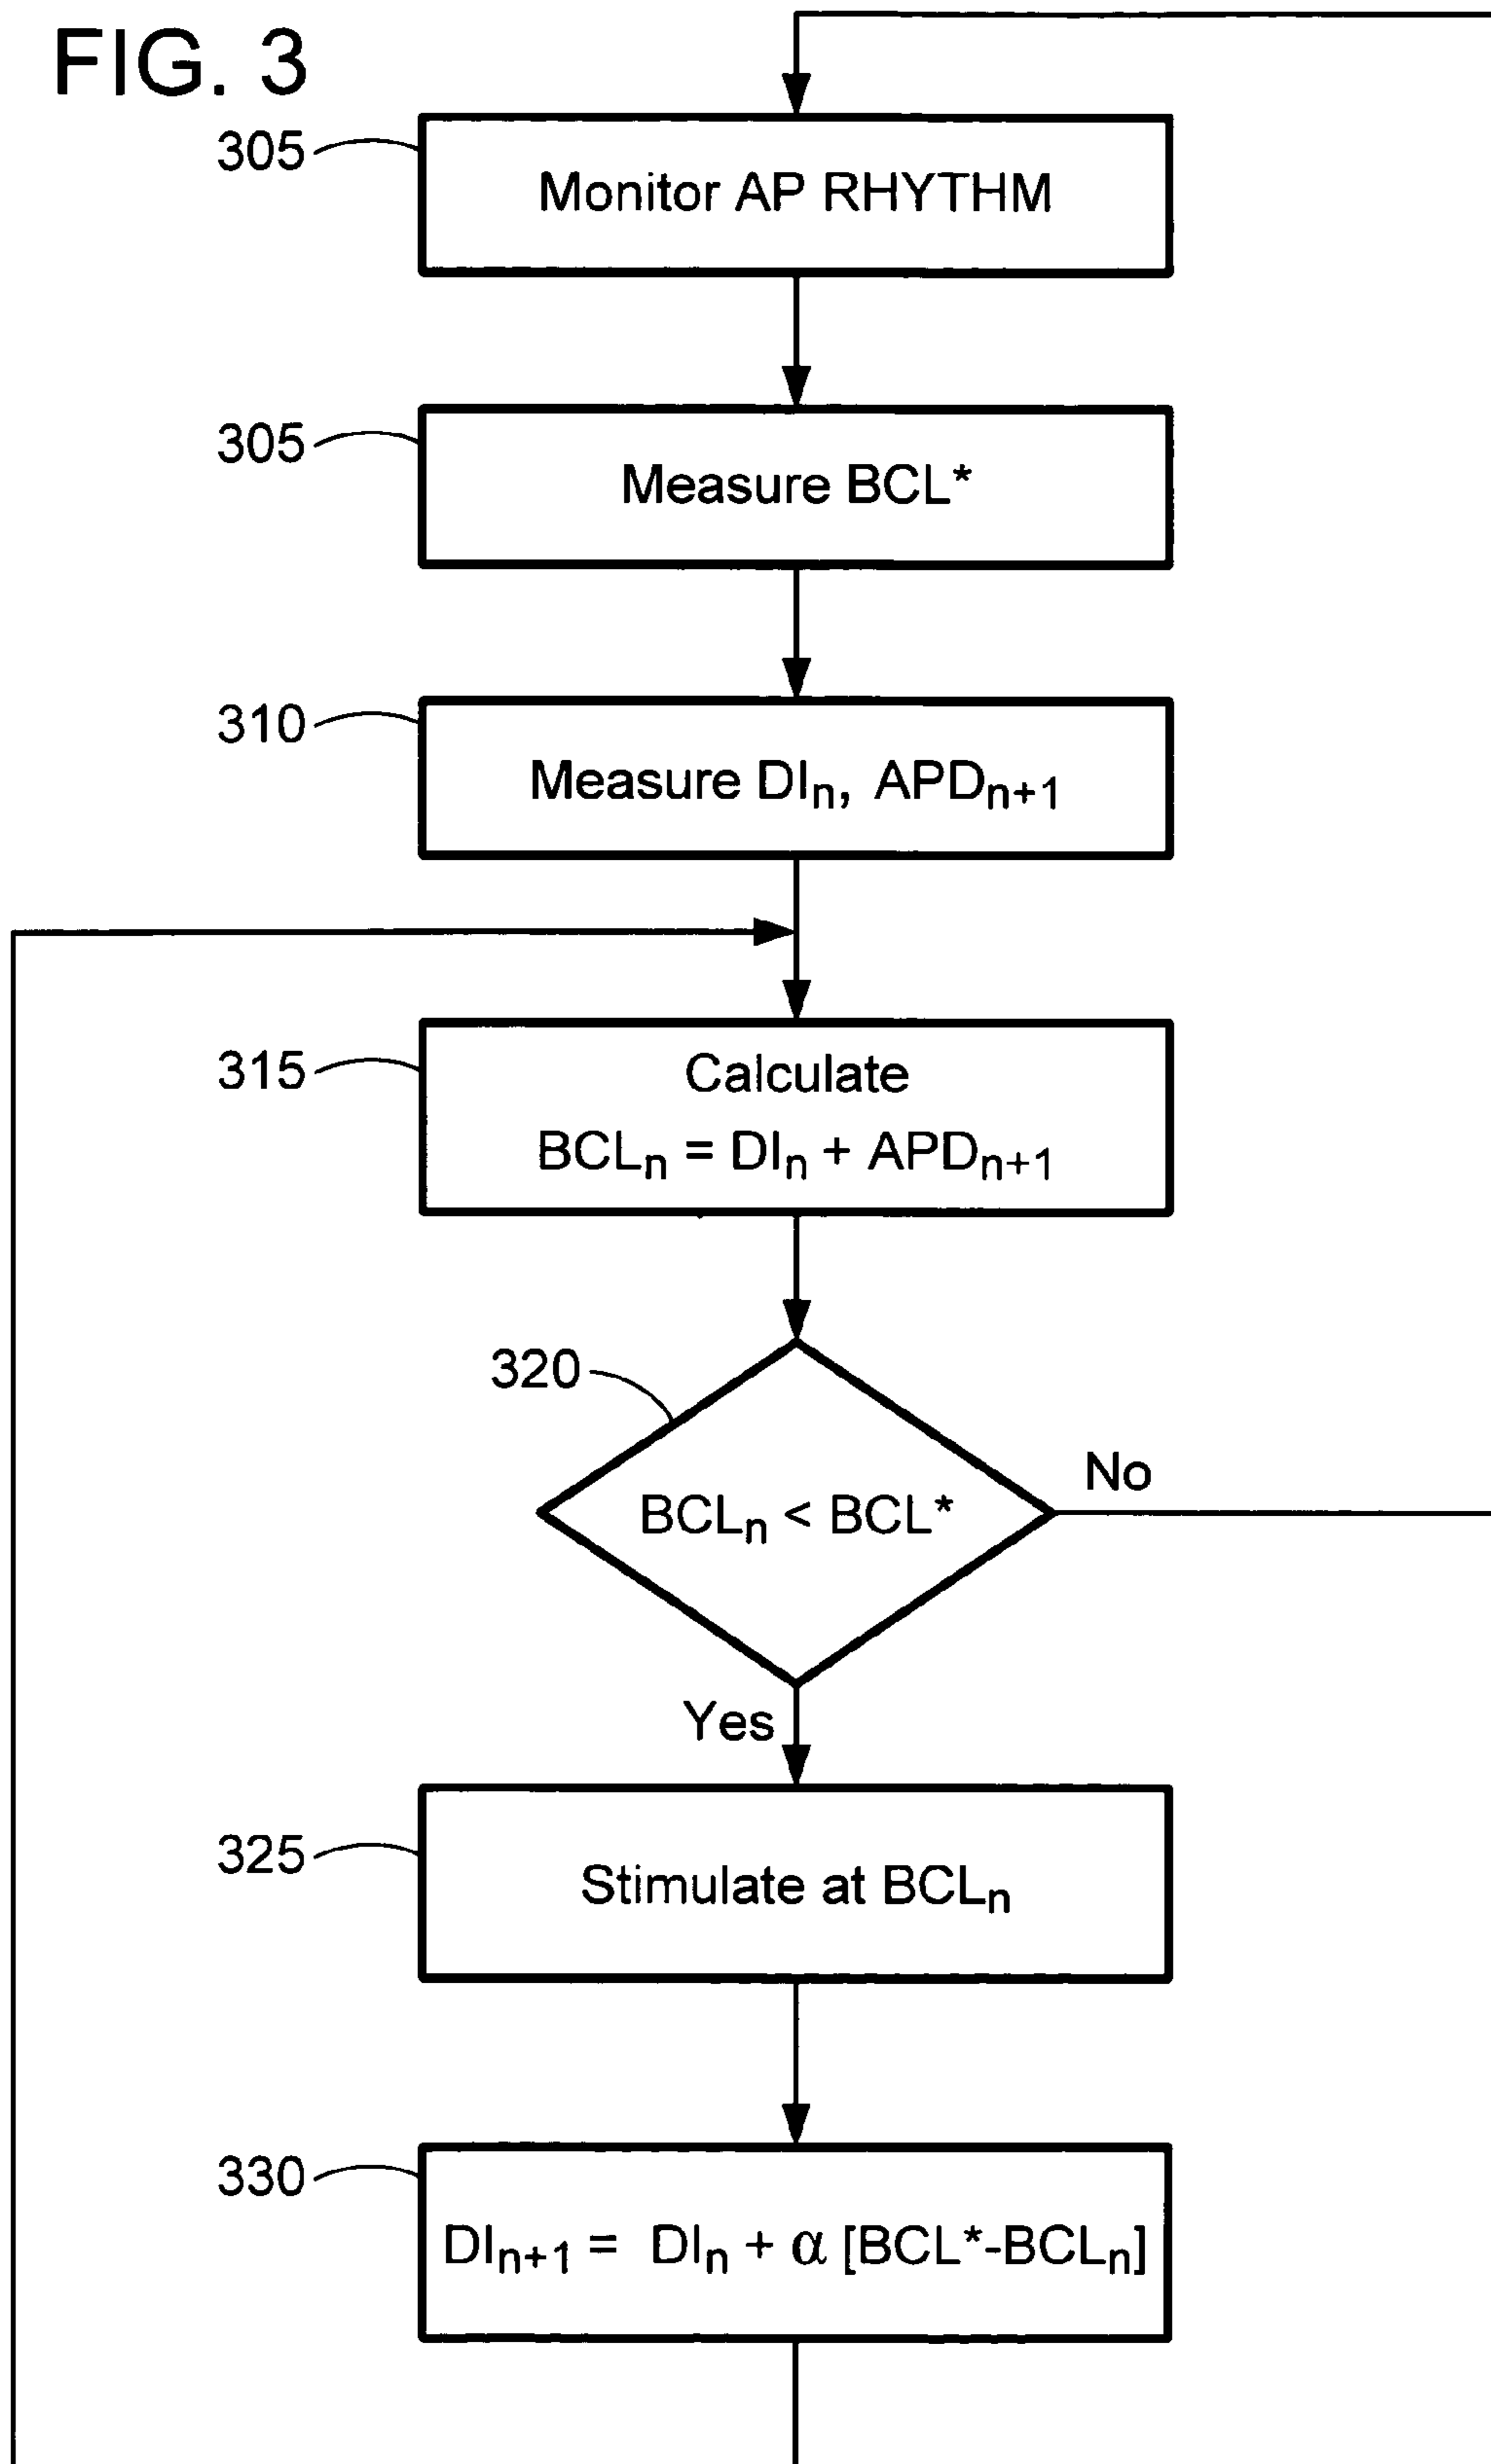 FIG. 3
305
Monitor AP RHYTHM
305
Measure BCL*
310
Measure DIₙ, APDₙ₊₁
315
Calculate
BCLₙ = DIₙ + APDₙ₊₁
320
BCLₙ < BCL*
No
Yes
325
Stimulate at BCLₙ
330
DIₙ₊₁ = DIₙ + α [BCL*-BCLₙ]